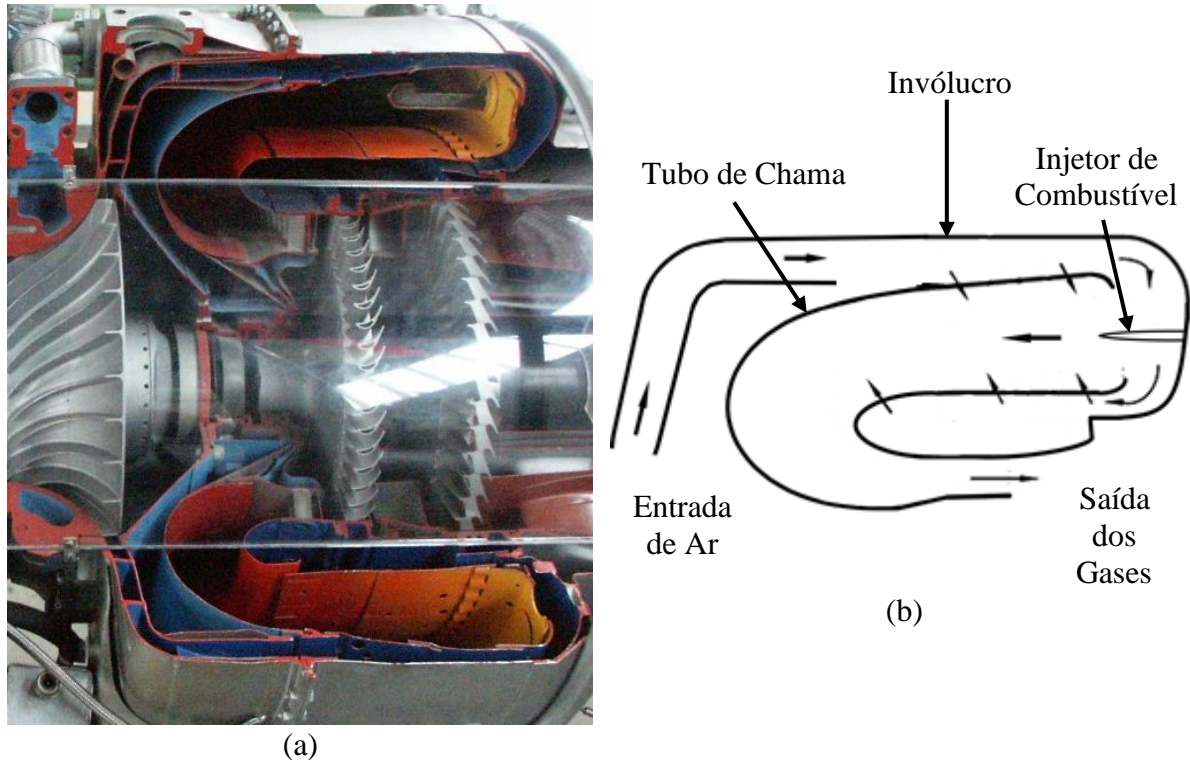 Invólucro
Tubo de Chama
Injetor de
Combustível
Entrada
de Ar
Saída
dos
Gases
(b)
(a)